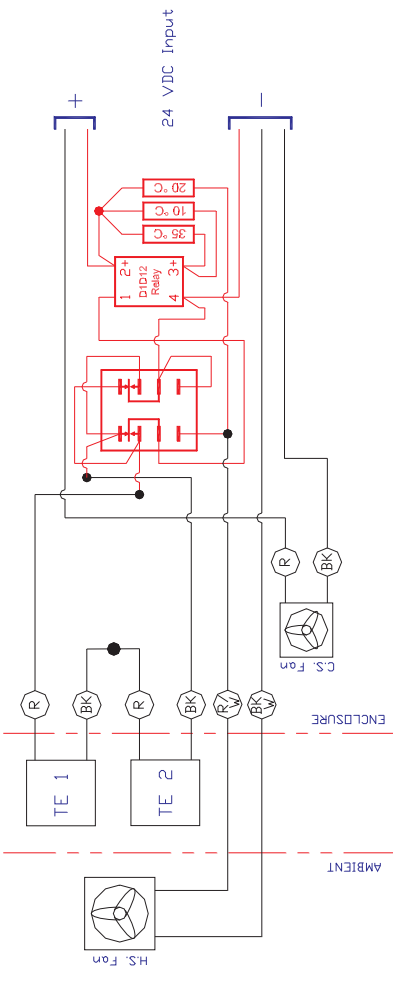 24 VDC Input
+
−
20 °C
10 °C
35 °C
2+
1
D1D12
Relay
3+
4
R
BK
C.S. Fan
R
BK
R
BK
R/
W
BK/
W
ENCLOSURE
TE 1
TE 2
AMBIENT
H.S. Fan